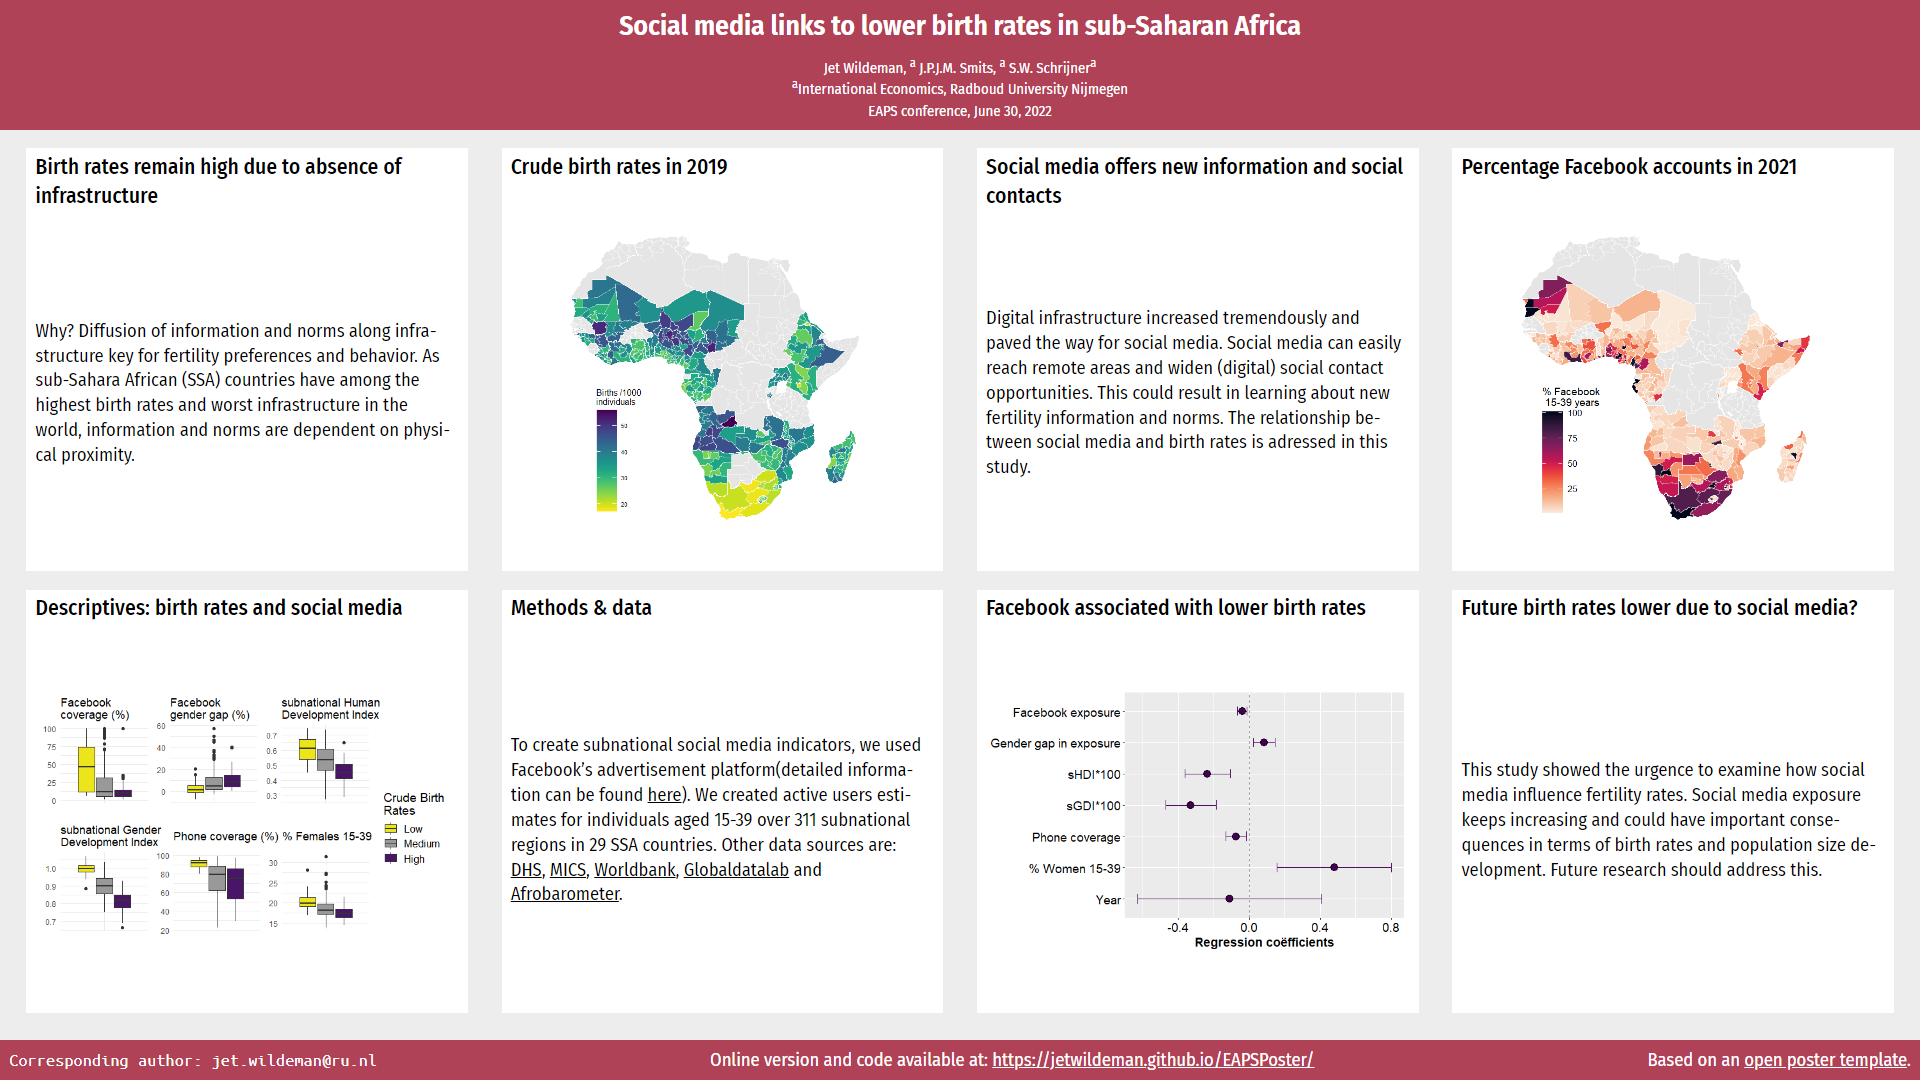 Social media links to lower birth rates in sub-Saharan Africa
Jet Wildeman, a J.P.J.M. Smits, a S.W. Schrijnera
aInternational Economics, Radboud University Nijmegen
EAPS conference, June 30, 2022
Birth rates remain high due to absence of
infrastructure
Why? Diffusion of information and norms along infra-
structure key for fertility preferences and behavior. As
sub-Sahara African (SSA) countries have among the
highest birth rates and worst infrastructure in the
world, information and norms are dependent on physi-
cal proximity.
Crude birth rates in 2019
Births /1000
individuals
50
40
30
20
Social media offers new information and social
contacts
Digital infrastructure increased tremendously and
paved the way for social media. Social media can easily
reach remote areas and widen (digital) social contact
opportunities. This could result in learning about new
fertility information and norms. The relationship be-
tween social media and birth rates is adressed in this
study.
Percentage Facebook accounts in 2021
% Facebook
15-39 years
100
75
50
25
Descriptives: birth rates and social media
Facebook
coverage (%)
100
75
50
25
0
Facebook
gender gap (%)
60
40
20
0
subnational Human
Development Index
0.7
0.6
0.5
0.4
0.3
subnational Gender
Development Index
1.0
0.9
0.8
0.7
Phone coverage (%)
100
80
60
40
20
% Females 15-39
30
25
20
15
Crude Birth
Rates
Low
Medium
High
Methods & data
To create subnational social media indicators, we used
Facebook’s advertisement platform(detailed informa-
tion can be found here). We created active users esti-
mates for individuals aged 15-39 over 311 subnational
regions in 29 SSA countries. Other data sources are:
DHS, MICS, Worldbank, Globaldatalab and
Afrobarometer.
Facebook associated with lower birth rates
Facebook exposure
Gender gap in exposure
sHDI*100
sGDI*100
Phone coverage
% Women 15-39
Year
-0.4 0.0 0.4 0.8
Regression coëfficients
Future birth rates lower due to social media?
This study showed the urgence to examine how social
media influence fertility rates. Social media exposure
keeps increasing and could have important conse-
quences in terms of birth rates and population size de-
velopment. Future research should address this.
Corresponding author: jet.wildeman@ru.nl
Online version and code available at: https://jetwildeman.github.io/EAPSPoster/
Based on an open poster template.